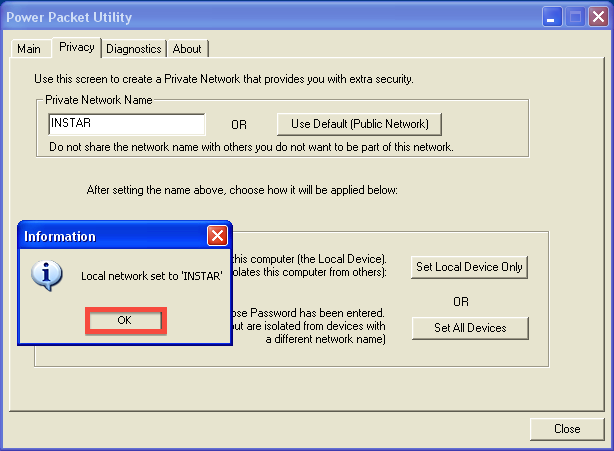 Power Packet Utility
Main Privacy Diagnostics About
Use this screen to create a Private Network that provides you with extra security.
Private Network Name
INSTAR OR Use Default (Public Network)
Do not share the network name with others you do not want to be part of this network.
After setting the name above, choose how it will be applied below:
Information
Local network set to 'INSTAR'
OK
this computer (the Local Device).
olates this computer from others):
Set Local Device Only
OR
ose Password has been entered.
out are isolated from devices with
a different network name)
Set All Devices
Close